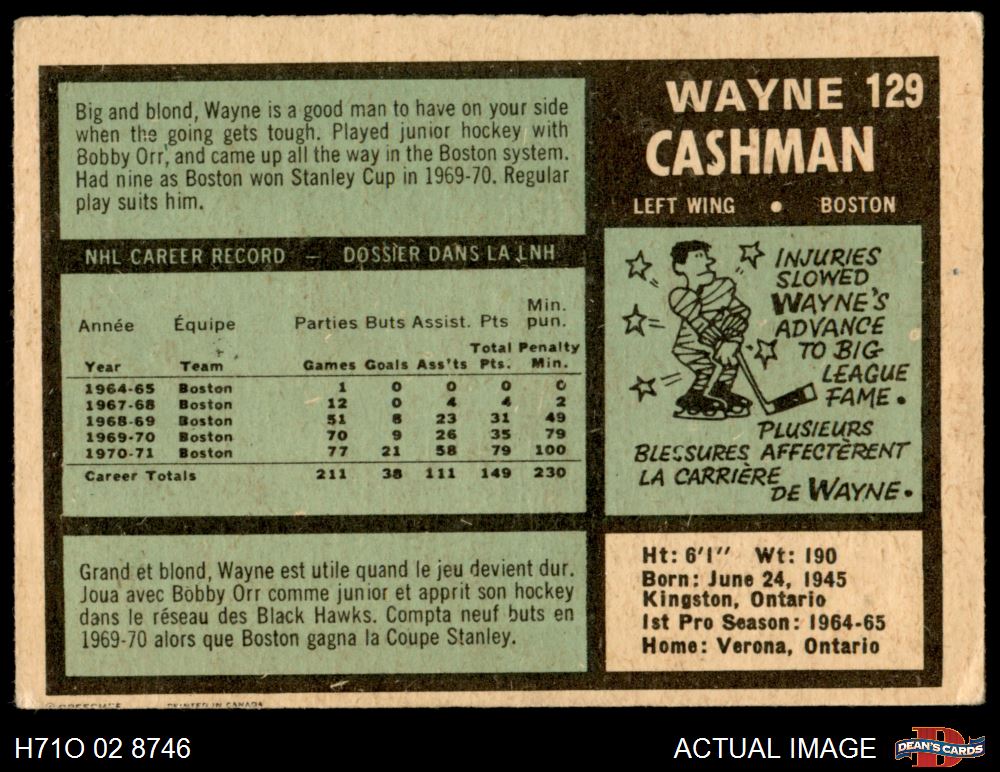 Big and blond, Wayne is a good man to have on your side
when the going gets tough. Played junior hockey with
Bobby Orr, and came up all the way in the Boston system.
Had nine as Boston won Stanley Cup in 1969-70. Regular
play suits him.
WAYNE 129
CASHMAN
LEFT WING • BOSTON
NHL CAREER RECORD — DOSSIER DANS LA LNH
Année Équipe Parties Buts Assist. Pts Min. pun.
Year Team Games Goals Ass'ts Total Pts. Penalty Min.
1964-65 Boston 1 0 0 0 0
1967-68 Boston 12 0 4 4 2
1968-69 Boston 51 8 23 31 49
1969-70 Boston 70 9 26 35 79
1970-71 Boston 77 21 58 79 100
Career Totals 211 38 111 149 230
INJURIES
SLOWED
WAYNE'S
ADVANCE
TO BIG
LEAGUE
FAME.
PLUSIEURS
BLESSURES AFFECTÈRENT
LA CARRIÈRE
DE WAYNE.
Grand et blond, Wayne est utile quand le jeu devient dur.
Joua avec Bobby Orr comme junior et apprit son hockey
dans le réseau des Black Hawks. Compta neuf buts en
1969-70 alors que Boston gagna la Coupe Stanley.
Ht: 6'1" Wt: 190
Born: June 24, 1945
Kingston, Ontario
1st Pro Season: 1964-65
Home: Verona, Ontario
PRINTED IN CANADA
H71O 02 8746
ACTUAL IMAGE
DEAN'S CARDS